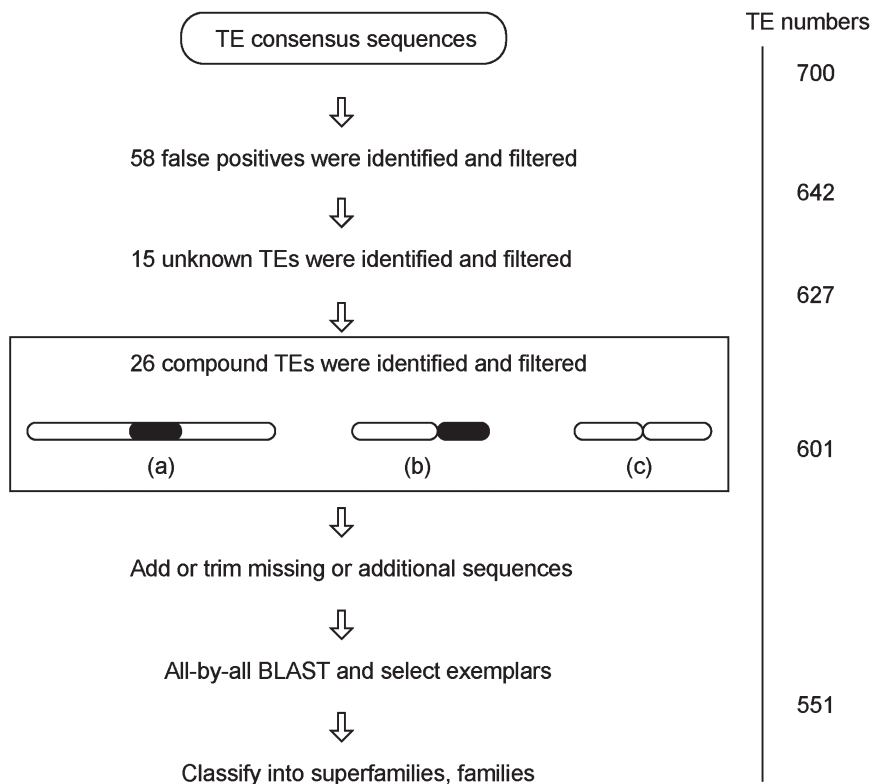 TE numbers
TE consensus sequences
700
58 false positives were identified and filtered
642
15 unknown TEs were identified and filtered
627
26 compound TEs were identified and filtered
601
(a)
(b)
(c)
Add or trim missing or additional sequences
All-by-all BLAST and select exemplars
551
Classify into superfamilies, families